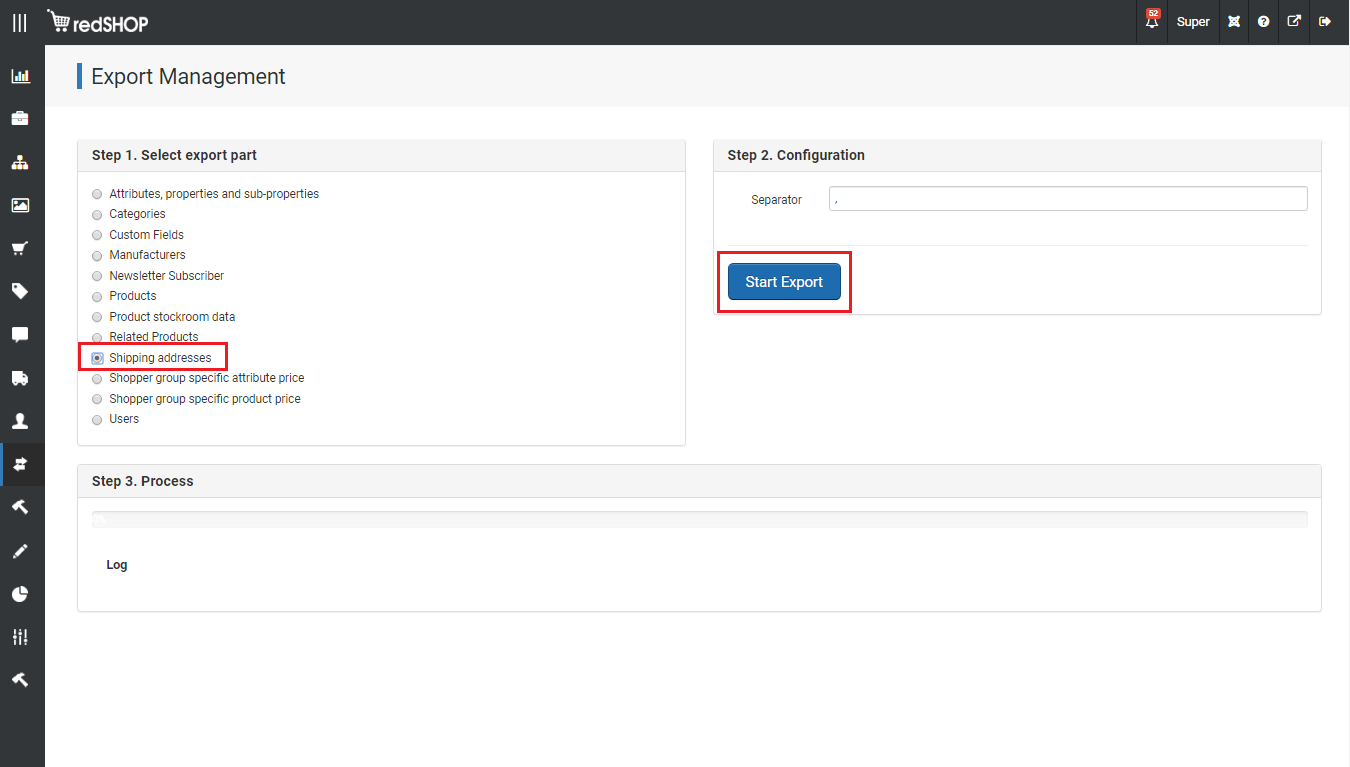 redSHOP
52
Super
Export Management
Step 1. Select export part
Attributes, properties and sub-properties
Categories
Custom Fields
Manufacturers
Newsletter Subscriber
Products
Product stockroom data
Related Products
Shipping addresses
Shopper group specific attribute price
Shopper group specific product price
Users
Step 2. Configuration
Separator
,
Start Export
Step 3. Process
Log